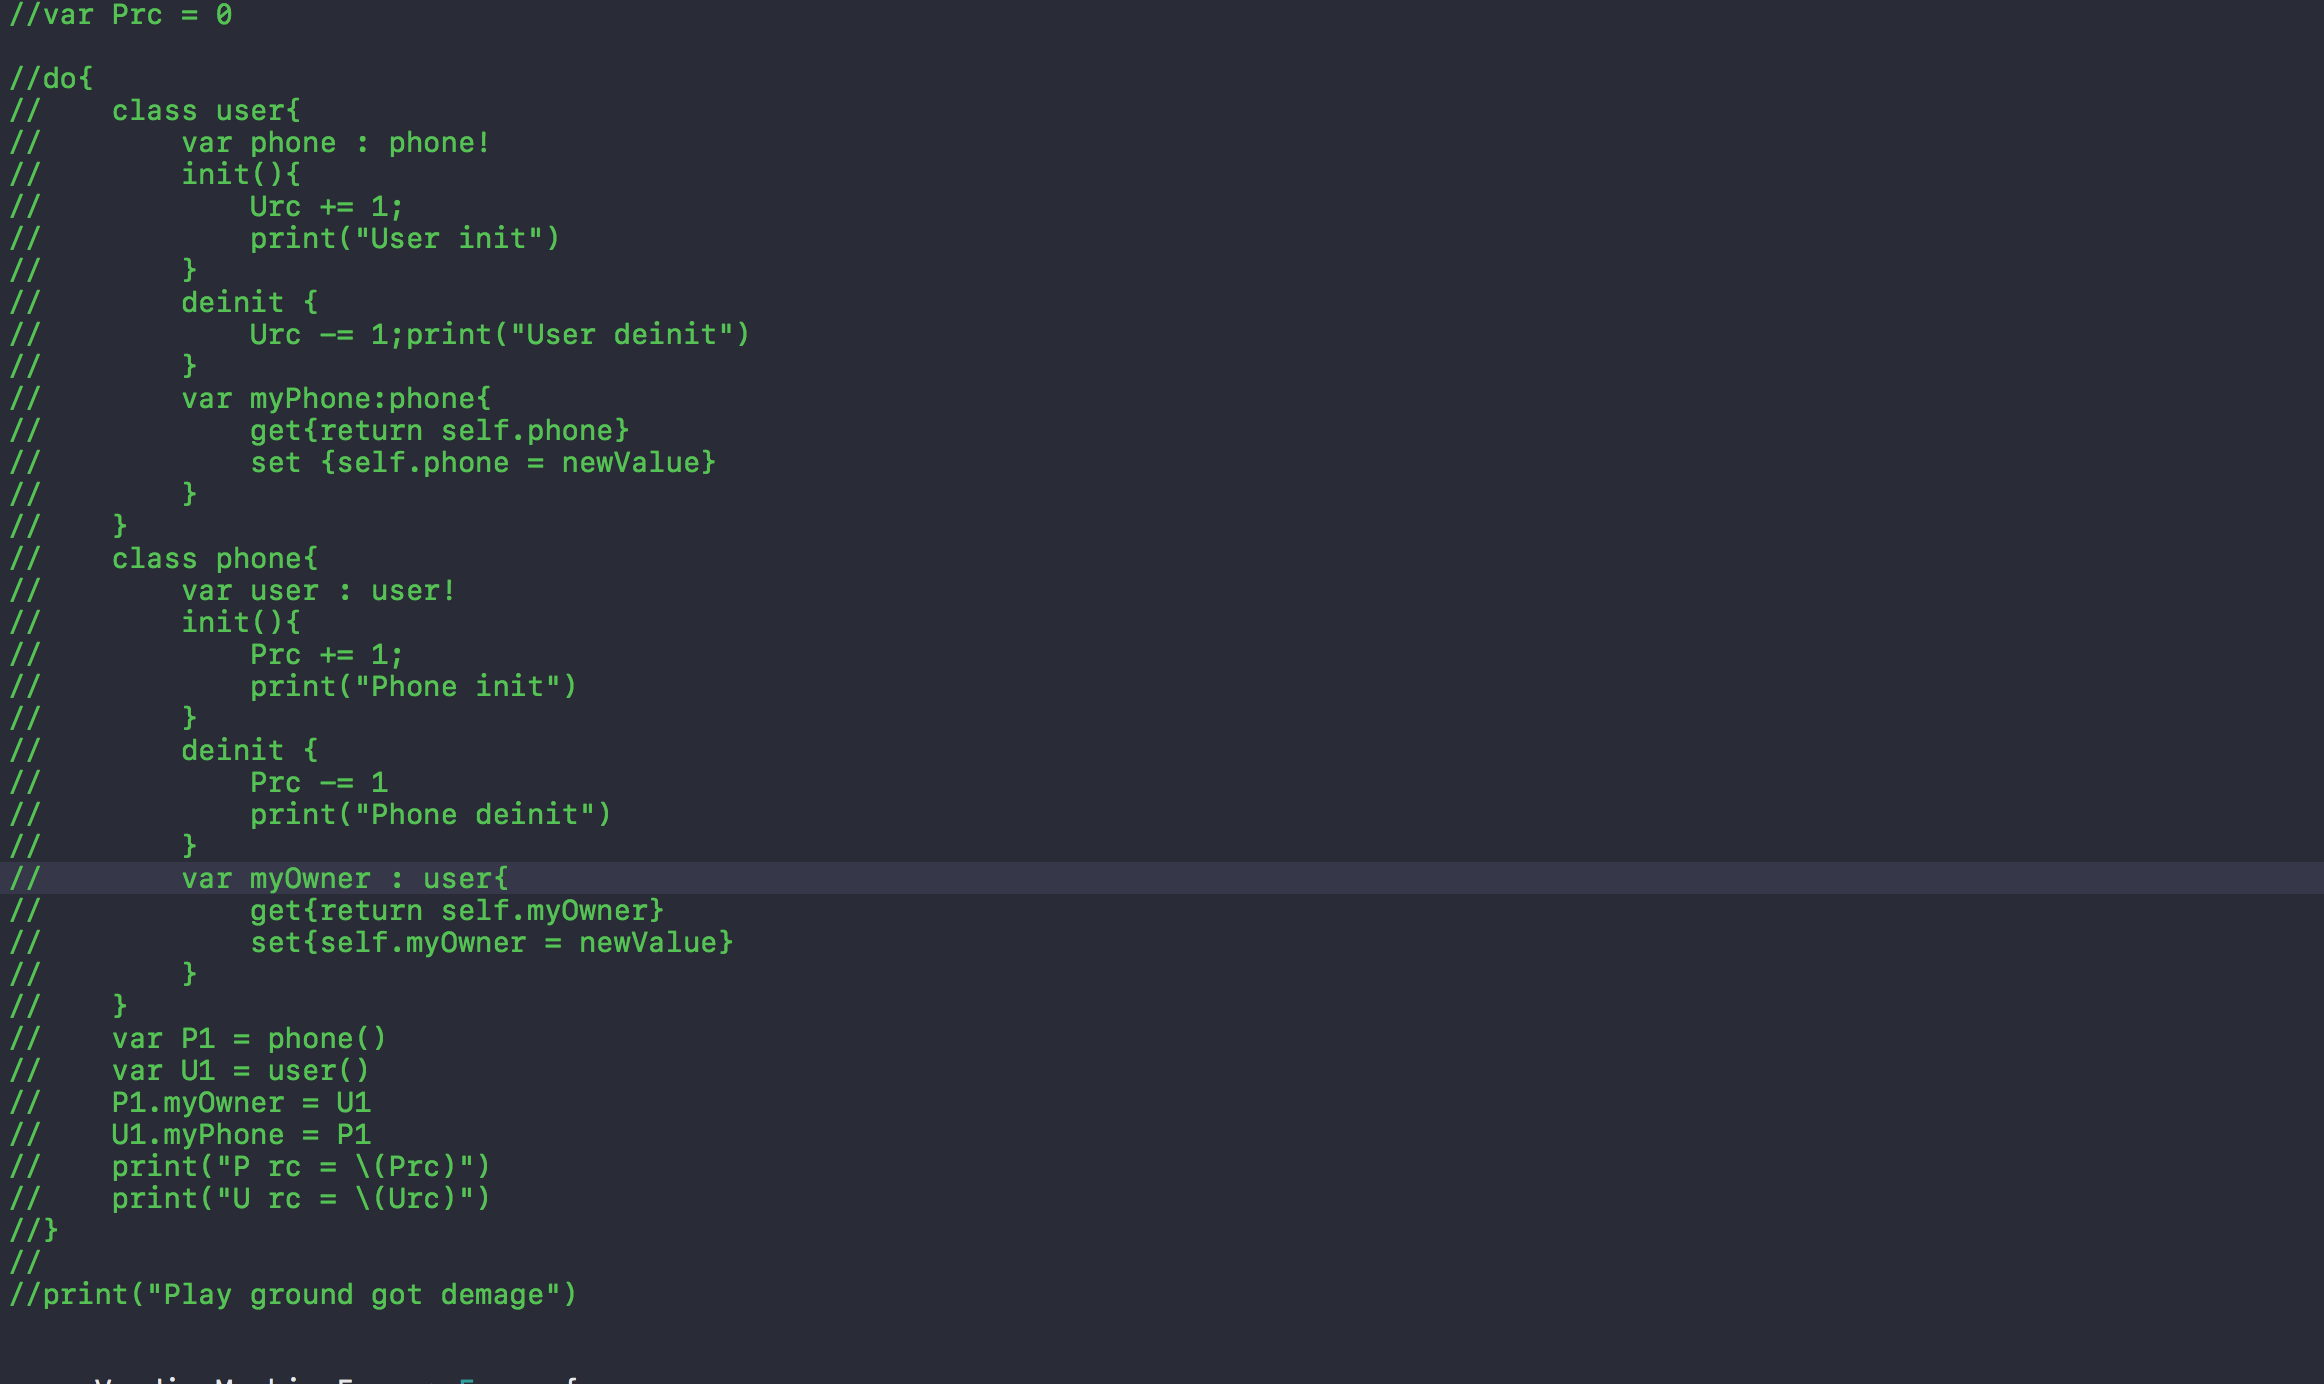 //var Prc = 0
//do{
//    class user{
//        var phone : phone!
//        init(){
//            Urc += 1;
//            print("User init")
//        }
//        deinit {
//            Urc -= 1;print("User deinit")
//        }
//        var myPhone:phone{
//            get{return self.phone}
//            set {self.phone = newValue}
//        }
//    }
//    class phone{
//        var user : user!
//        init(){
//            Prc += 1;
//            print("Phone init")
//        }
//        deinit {
//            Prc -= 1
//            print("Phone deinit")
//        }
//        var myOwner : user{
//            get{return self.myOwner}
//            set{self.myOwner = newValue}
//        }
//    }
//    var P1 = phone()
//    var U1 = user()
//    P1.myOwner = U1
//    U1.myPhone = P1
//    print("P rc = \(Prc)")
//    print("U rc = \(Urc)")
//}
//
//print("Play ground got demage")